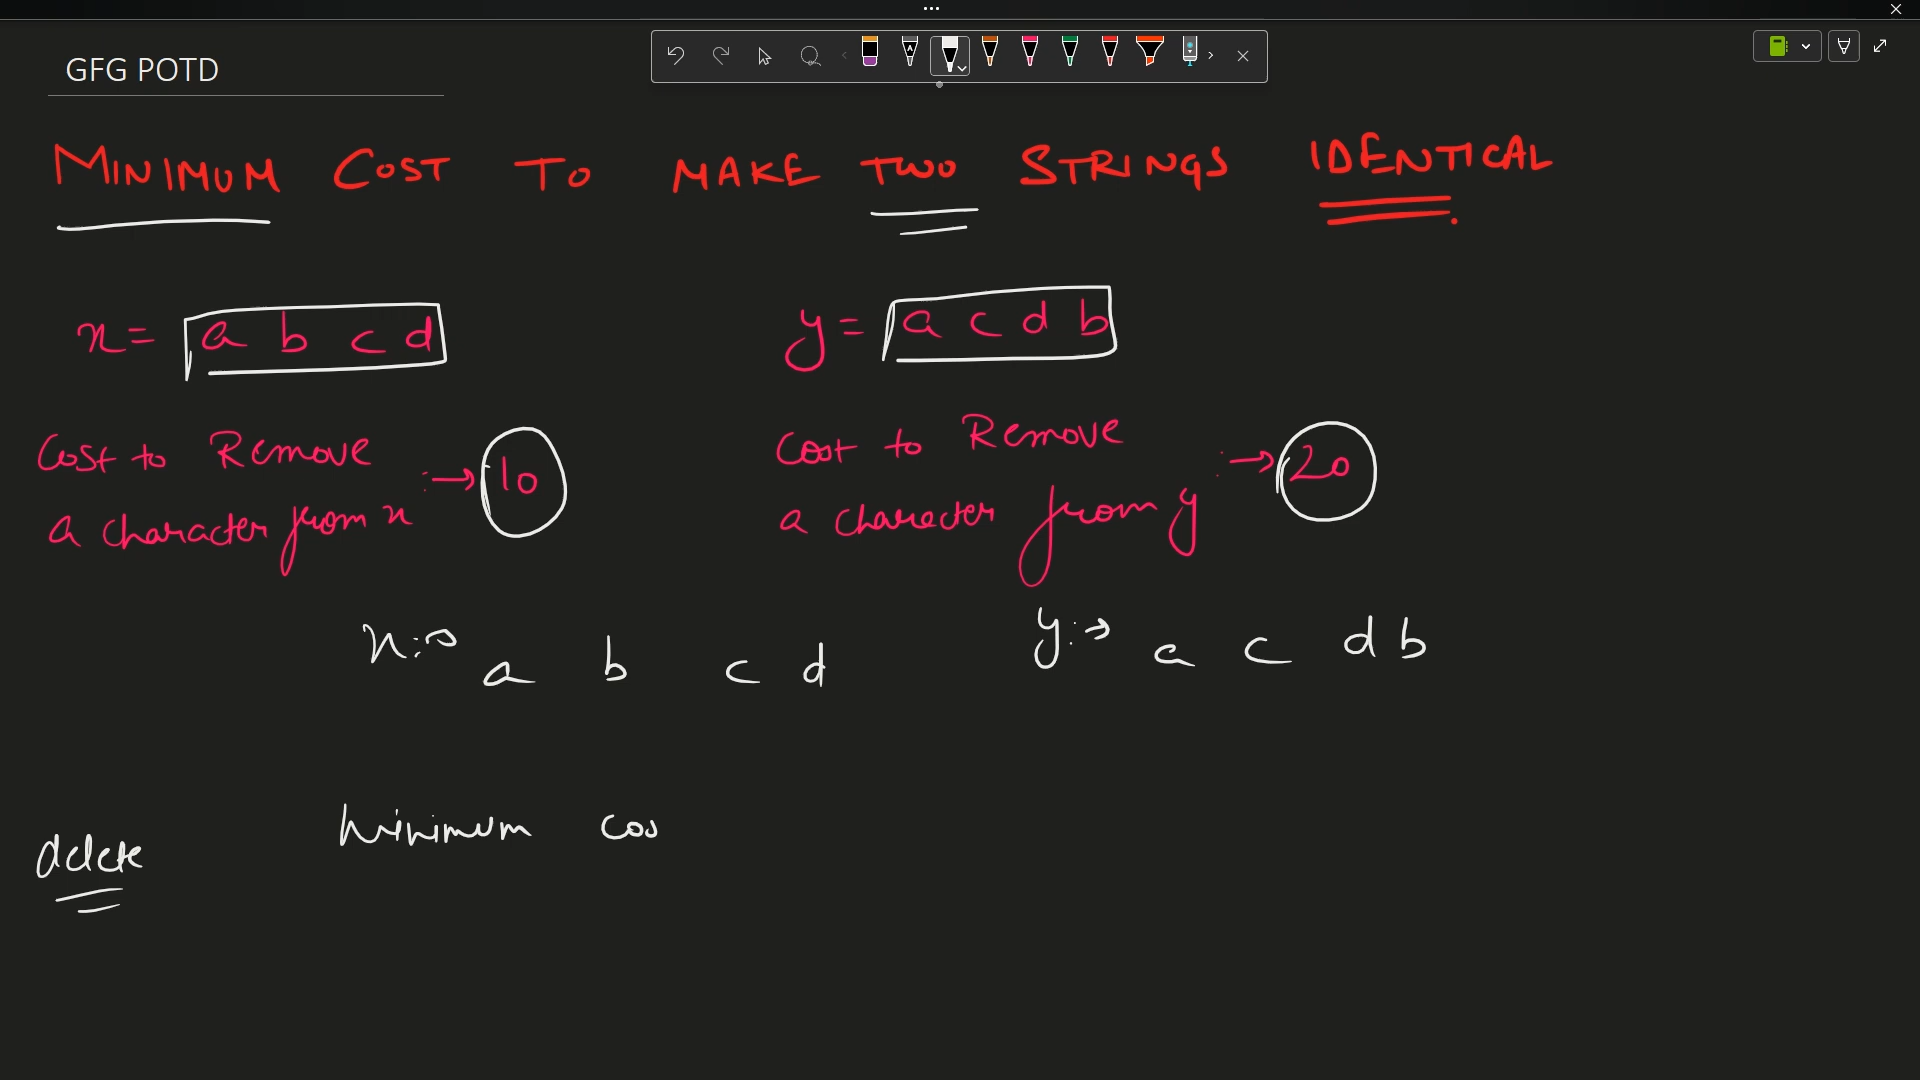 GFG POTD
MINIMUM COST TO MAKE TWO STRINGS IDENTICAL
x = a b c d
y = a c d b
Cost to Remove a character from x :→ 10
Cost to Remove a character from y :→ 20
x :→ a b c d
y :→ a c d b
Minimum cos
delete